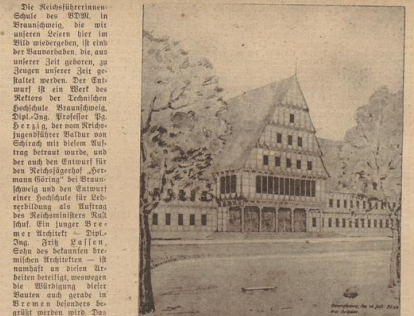 Die Reichsführerinnen-
Schule des BDM. in
Braunschweig, die wir
unseren Lesern hier im
Bild wiedergeben, ist eins
der Bauvorhaben, die, aus
unserer Zeit geboren, zu
Zeugen unserer Zeit ge-
staltet werden. Der Ent-
wurf ist ein Werk des
Rektors der Technischen
Hochschule Braunschweig,
Dipl.-Ing. Professor Pg.
Herzig, der vom Reichs-
jugendführer Baldur von
Schirach mit diesem Auf-
trag betraut wurde, und
der auch den Entwurf für
den Reichsjägerhof „Her-
mann Göring“ bei Braun-
schweig und den Entwurf
einer Hochschule für Leh-
rerbildung als Auftrag
des Reichsministers Rust
schuf. Ein junger Bre-
mer Architekt — Dipl.-
Ing. Fritz Lassen,
Sohn des bekannten bre-
mischen Architekten — ist
namhaft an diesen Ar-
beiten beteiligt, weswegen
die Würdigung dieser
Bauten auch gerade in
Bremen besonders be-
grüßt werden wird. Das
Braunschweig, den